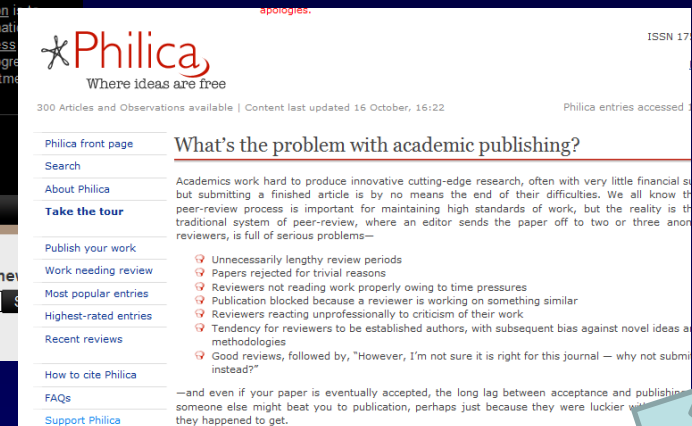 apologies.
Philica
Where ideas are free
ISSN 175
300 Articles and Observations available | Content last updated 16 October, 16:22
Philica entries accessed
Philica front page
Search
About Philica
Take the tour
Publish your work
Work needing review
Most popular entries
Highest-rated entries
Recent reviews
How to cite Philica
FAQs
Support Philica
What's the problem with academic publishing?
Academics work hard to produce innovative cutting-edge research, often with very little financial su
but submitting a finished article is by no means the end of their difficulties. We all know th
peer-review process is important for maintaining high standards of work, but the reality is th
traditional system of peer-review, where an editor sends the paper off to two or three anon
reviewers, is full of serious problems—
Unnecessarily lengthy review periods
Papers rejected for trivial reasons
Reviewers not reading work properly owing to time pressures
Publication blocked because a reviewer is working on something similar
Reviewers reacting unprofessionally to criticism of their work
Tendency for reviewers to be established authors, with subsequent bias against novel ideas a
methodologies
Good reviews, followed by, "However, I'm not sure it is right for this journal — why not submi
instead?"
—and even if your paper is eventually accepted, the long lag between acceptance and publishing
someone else might beat you to publication, perhaps just because they were luckier wi
they happened to get.